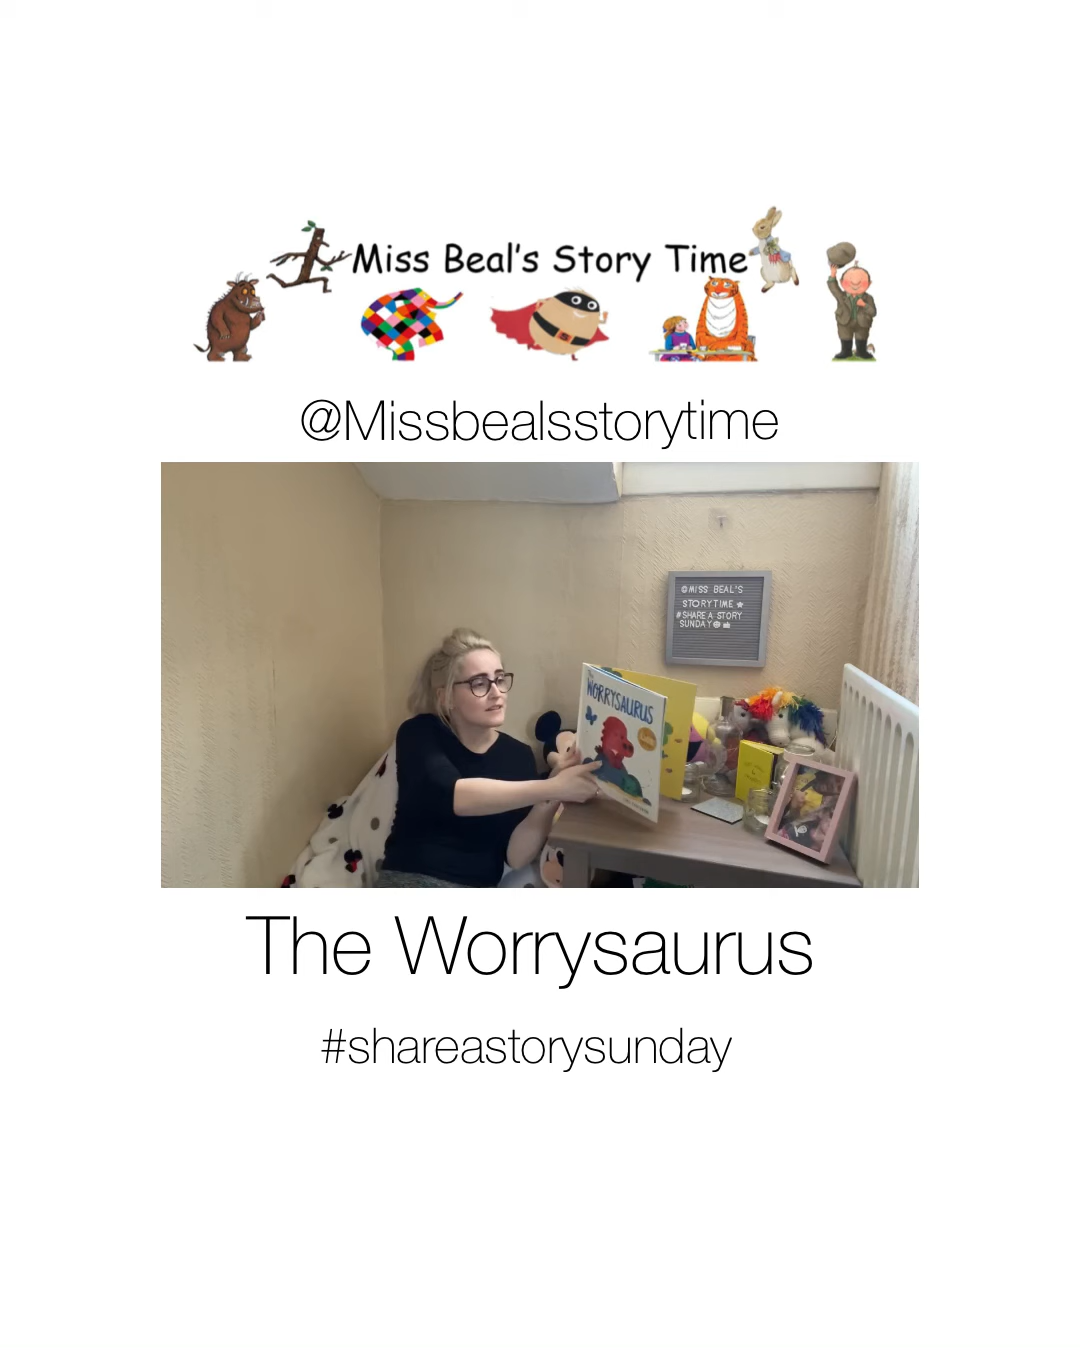 Miss Beal's Story Time
@Missbealsstorytime
@MISS BEAL'S
STORYTIME ★
#SHARE A STORY
SUNDAY
WORRYSAURUS
The Worrysaurus
#shareastorysunday